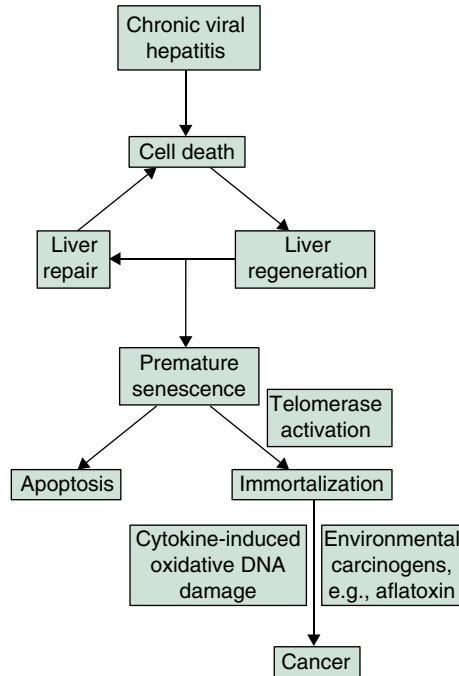 Chronic viral
hepatitis
Cell death
Liver
repair
Liver
regeneration
Premature
senescence
Telomerase
activation
Apoptosis
Immortalization
Cytokine-induced
oxidative DNA
damage
Environmental
carcinogens,
e.g., aflatoxin
Cancer